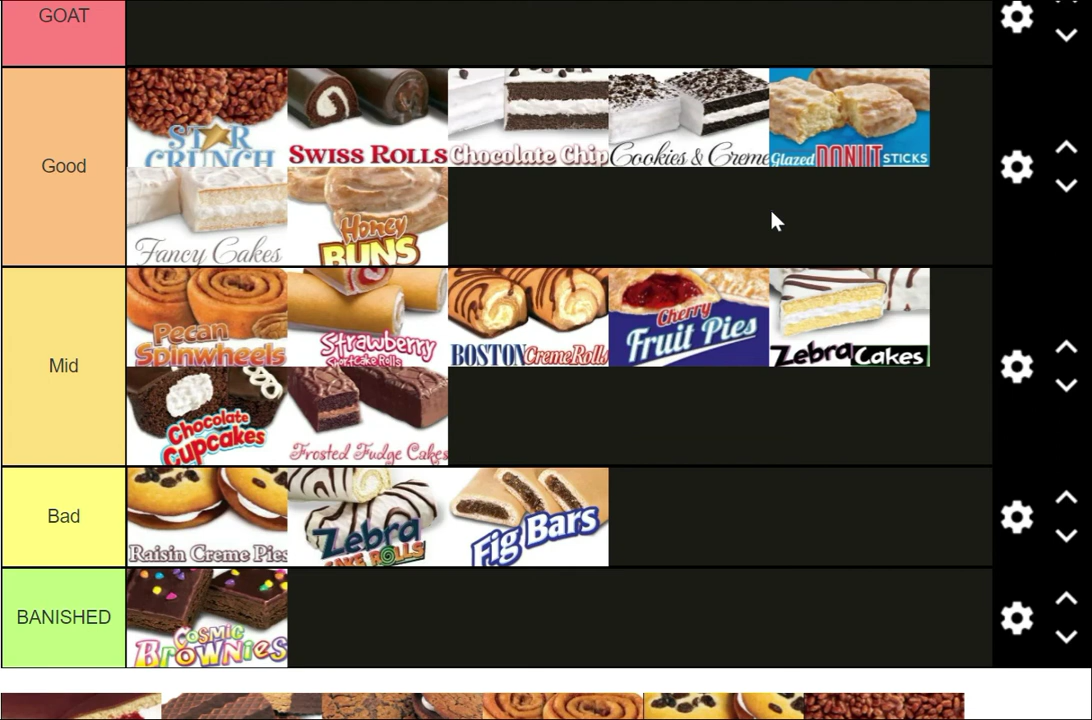 GOAT
Good
STAR CRUNCH
SWISS ROLLS
Chocolate Chip
Cookies & Creme
Glazed DONUT STICKS
Fancy Cakes
Honey BUNS
Mid
Pecan Spinwheels
Strawberry Shortcake Rolls
BOSTON Creme Rolls
Cherry Fruit Pies
Zebra Cakes
Chocolate Cupcakes
Frosted Fudge Cakes
Bad
Raisin Creme Pies
Zebra CAKE ROLLS
Fig Bars
BANISHED
COSMIC BROWNIES